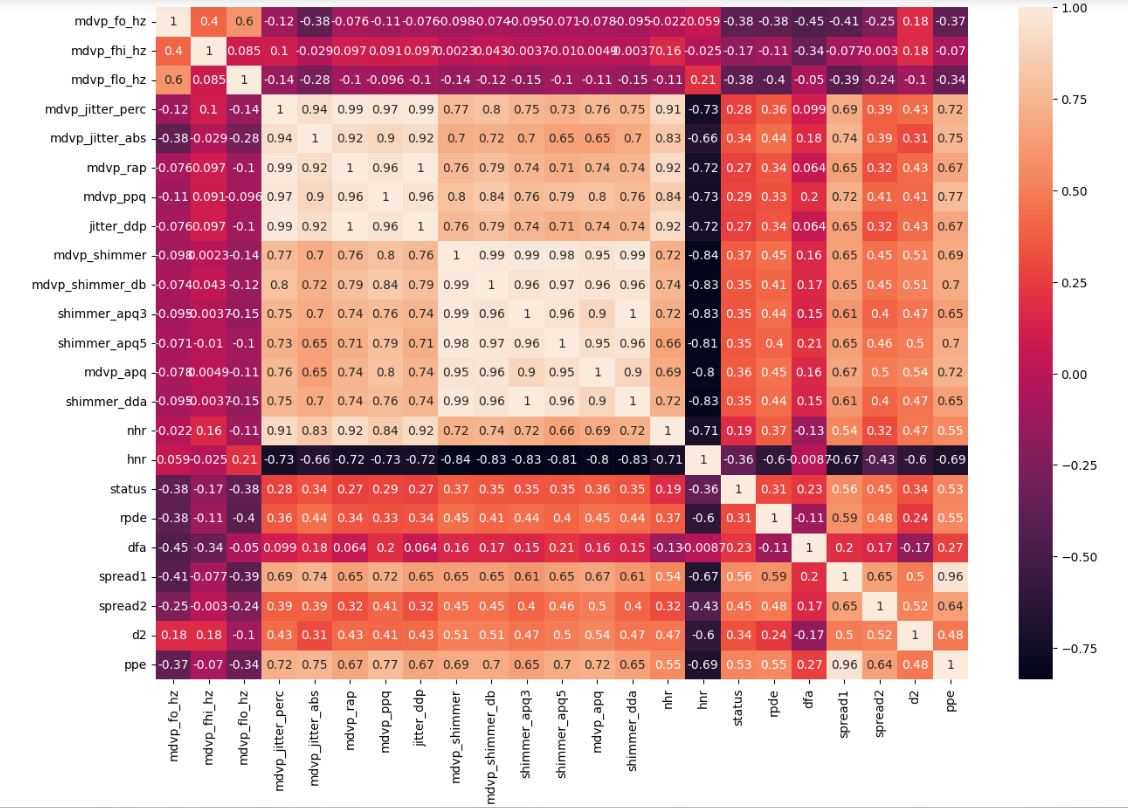 mdvp_fo_hz 1 0.4 0.6 -0.12 -0.38 -0.076 -0.11 -0.076 -0.098 -0.074 -0.095 -0.071 -0.078 -0.095 -0.022 0.059 -0.38 -0.38 -0.45 -0.41 -0.25 0.18 -0.37 1.00
mdvp_fhi_hz 0.4 1 0.085 0.1 -0.029 0.097 0.091 0.097 0.0023 0.043 -0.0037 -0.01 0.0049 -0.0037 0.16 -0.025 -0.17 -0.11 -0.34 -0.077 -0.003 0.18 -0.07
mdvp_flo_hz 0.6 0.085 1 -0.14 -0.28 -0.1 -0.096 -0.1 -0.14 -0.12 -0.15 -0.1 -0.11 -0.15 -0.11 0.21 -0.38 -0.4 -0.05 -0.39 -0.24 -0.1 -0.34
mdvp_jitter_perc -0.12 0.1 -0.14 1 0.94 0.99 0.97 0.99 0.77 0.8 0.75 0.73 0.76 0.75 0.91 -0.73 0.28 0.36 0.099 0.69 0.39 0.43 0.72 0.75
mdvp_jitter_abs -0.38 -0.029 -0.28 0.94 1 0.92 0.9 0.92 0.7 0.72 0.7 0.65 0.65 0.7 0.83 -0.66 0.34 0.44 0.18 0.74 0.39 0.31 0.75
mdvp_rap -0.076 0.097 -0.1 0.99 0.92 1 0.96 1 0.76 0.79 0.74 0.71 0.74 0.74 0.92 -0.72 0.27 0.34 0.064 0.65 0.32 0.43 0.67
mdvp_ppq -0.11 0.091 -0.096 0.97 0.9 0.96 1 0.96 0.8 0.84 0.76 0.79 0.8 0.76 0.84 -0.73 0.29 0.33 0.2 0.72 0.41 0.41 0.77 0.50
jitter_ddp -0.076 0.097 -0.1 0.99 0.92 1 0.96 1 0.76 0.79 0.74 0.71 0.74 0.74 0.92 -0.72 0.27 0.34 0.064 0.65 0.32 0.43 0.67
mdvp_shimmer -0.098 0.0023 -0.14 0.77 0.7 0.76 0.8 0.76 1 0.99 0.99 0.98 0.95 0.99 0.72 -0.84 0.37 0.45 0.16 0.65 0.45 0.51 0.69
mdvp_shimmer_db -0.074 0.043 -0.12 0.8 0.72 0.79 0.84 0.79 0.99 1 0.96 0.97 0.96 0.96 0.74 -0.83 0.35 0.41 0.17 0.65 0.45 0.51 0.7 0.25
shimmer_apq3 -0.095 0.0037 -0.15 0.75 0.7 0.74 0.76 0.74 0.99 0.96 1 0.96 0.9 1 0.72 -0.83 0.35 0.44 0.15 0.61 0.4 0.47 0.65
shimmer_apq5 -0.071 -0.01 -0.1 0.73 0.65 0.71 0.79 0.71 0.98 0.97 0.96 1 0.95 0.96 0.66 -0.81 0.35 0.4 0.21 0.65 0.46 0.5 0.7
mdvp_apq -0.078 0.0049 -0.11 0.76 0.65 0.74 0.8 0.74 0.95 0.96 0.9 0.95 1 0.9 0.69 -0.8 0.36 0.45 0.16 0.67 0.5 0.54 0.72 0.00
shimmer_dda -0.095 0.0037 -0.15 0.75 0.7 0.74 0.76 0.74 0.99 0.96 1 0.96 0.9 1 0.72 -0.83 0.35 0.44 0.15 0.61 0.4 0.47 0.65
nhr -0.022 0.16 -0.11 0.91 0.83 0.92 0.84 0.92 0.72 0.74 0.72 0.66 0.69 0.72 1 -0.71 0.19 0.37 -0.13 0.54 0.32 0.47 0.55
hnr 0.059 -0.025 0.21 -0.73 -0.66 -0.72 -0.73 -0.72 -0.84 -0.83 -0.83 -0.81 -0.8 -0.83 -0.71 1 -0.36 -0.6 -0.0087 -0.67 -0.43 -0.6 -0.69 −0.25
status -0.38 -0.17 -0.38 0.28 0.34 0.27 0.29 0.27 0.37 0.35 0.35 0.35 0.36 0.35 0.19 -0.36 1 0.31 0.23 0.56 0.45 0.34 0.53
rpde -0.38 -0.11 -0.4 0.36 0.44 0.34 0.33 0.34 0.45 0.41 0.44 0.4 0.45 0.44 0.37 -0.6 0.31 1 -0.11 0.59 0.48 0.24 0.55
dfa -0.45 -0.34 -0.05 0.099 0.18 0.064 0.2 0.064 0.16 0.17 0.15 0.21 0.16 0.15 -0.13 -0.0087 0.23 -0.11 1 0.2 0.17 -0.17 0.27 −0.50
spread1 -0.41 -0.077 -0.39 0.69 0.74 0.65 0.72 0.65 0.65 0.65 0.61 0.65 0.67 0.61 0.54 -0.67 0.56 0.59 0.2 1 0.65 0.5 0.96
spread2 -0.25 -0.003 -0.24 0.39 0.39 0.32 0.41 0.32 0.45 0.45 0.4 0.46 0.5 0.4 0.32 -0.43 0.45 0.48 0.17 0.65 1 0.52 0.64
d2 0.18 0.18 -0.1 0.43 0.31 0.43 0.41 0.43 0.51 0.51 0.47 0.5 0.54 0.47 0.47 -0.6 0.34 0.24 -0.17 0.5 0.52 1 0.48 −0.75
ppe -0.37 -0.07 -0.34 0.72 0.75 0.67 0.77 0.67 0.69 0.7 0.65 0.7 0.72 0.65 0.55 -0.69 0.53 0.55 0.27 0.96 0.64 0.48 1
mdvp_fo_hz
mdvp_fhi_hz
mdvp_flo_hz
mdvp_jitter_perc
mdvp_jitter_abs
mdvp_rap
mdvp_ppq
jitter_ddp
mdvp_shimmer
mdvp_shimmer_db
shimmer_apq3
shimmer_apq5
mdvp_apq
shimmer_dda
nhr
hnr
status
rpde
dfa
spread1
spread2
d2
ppe